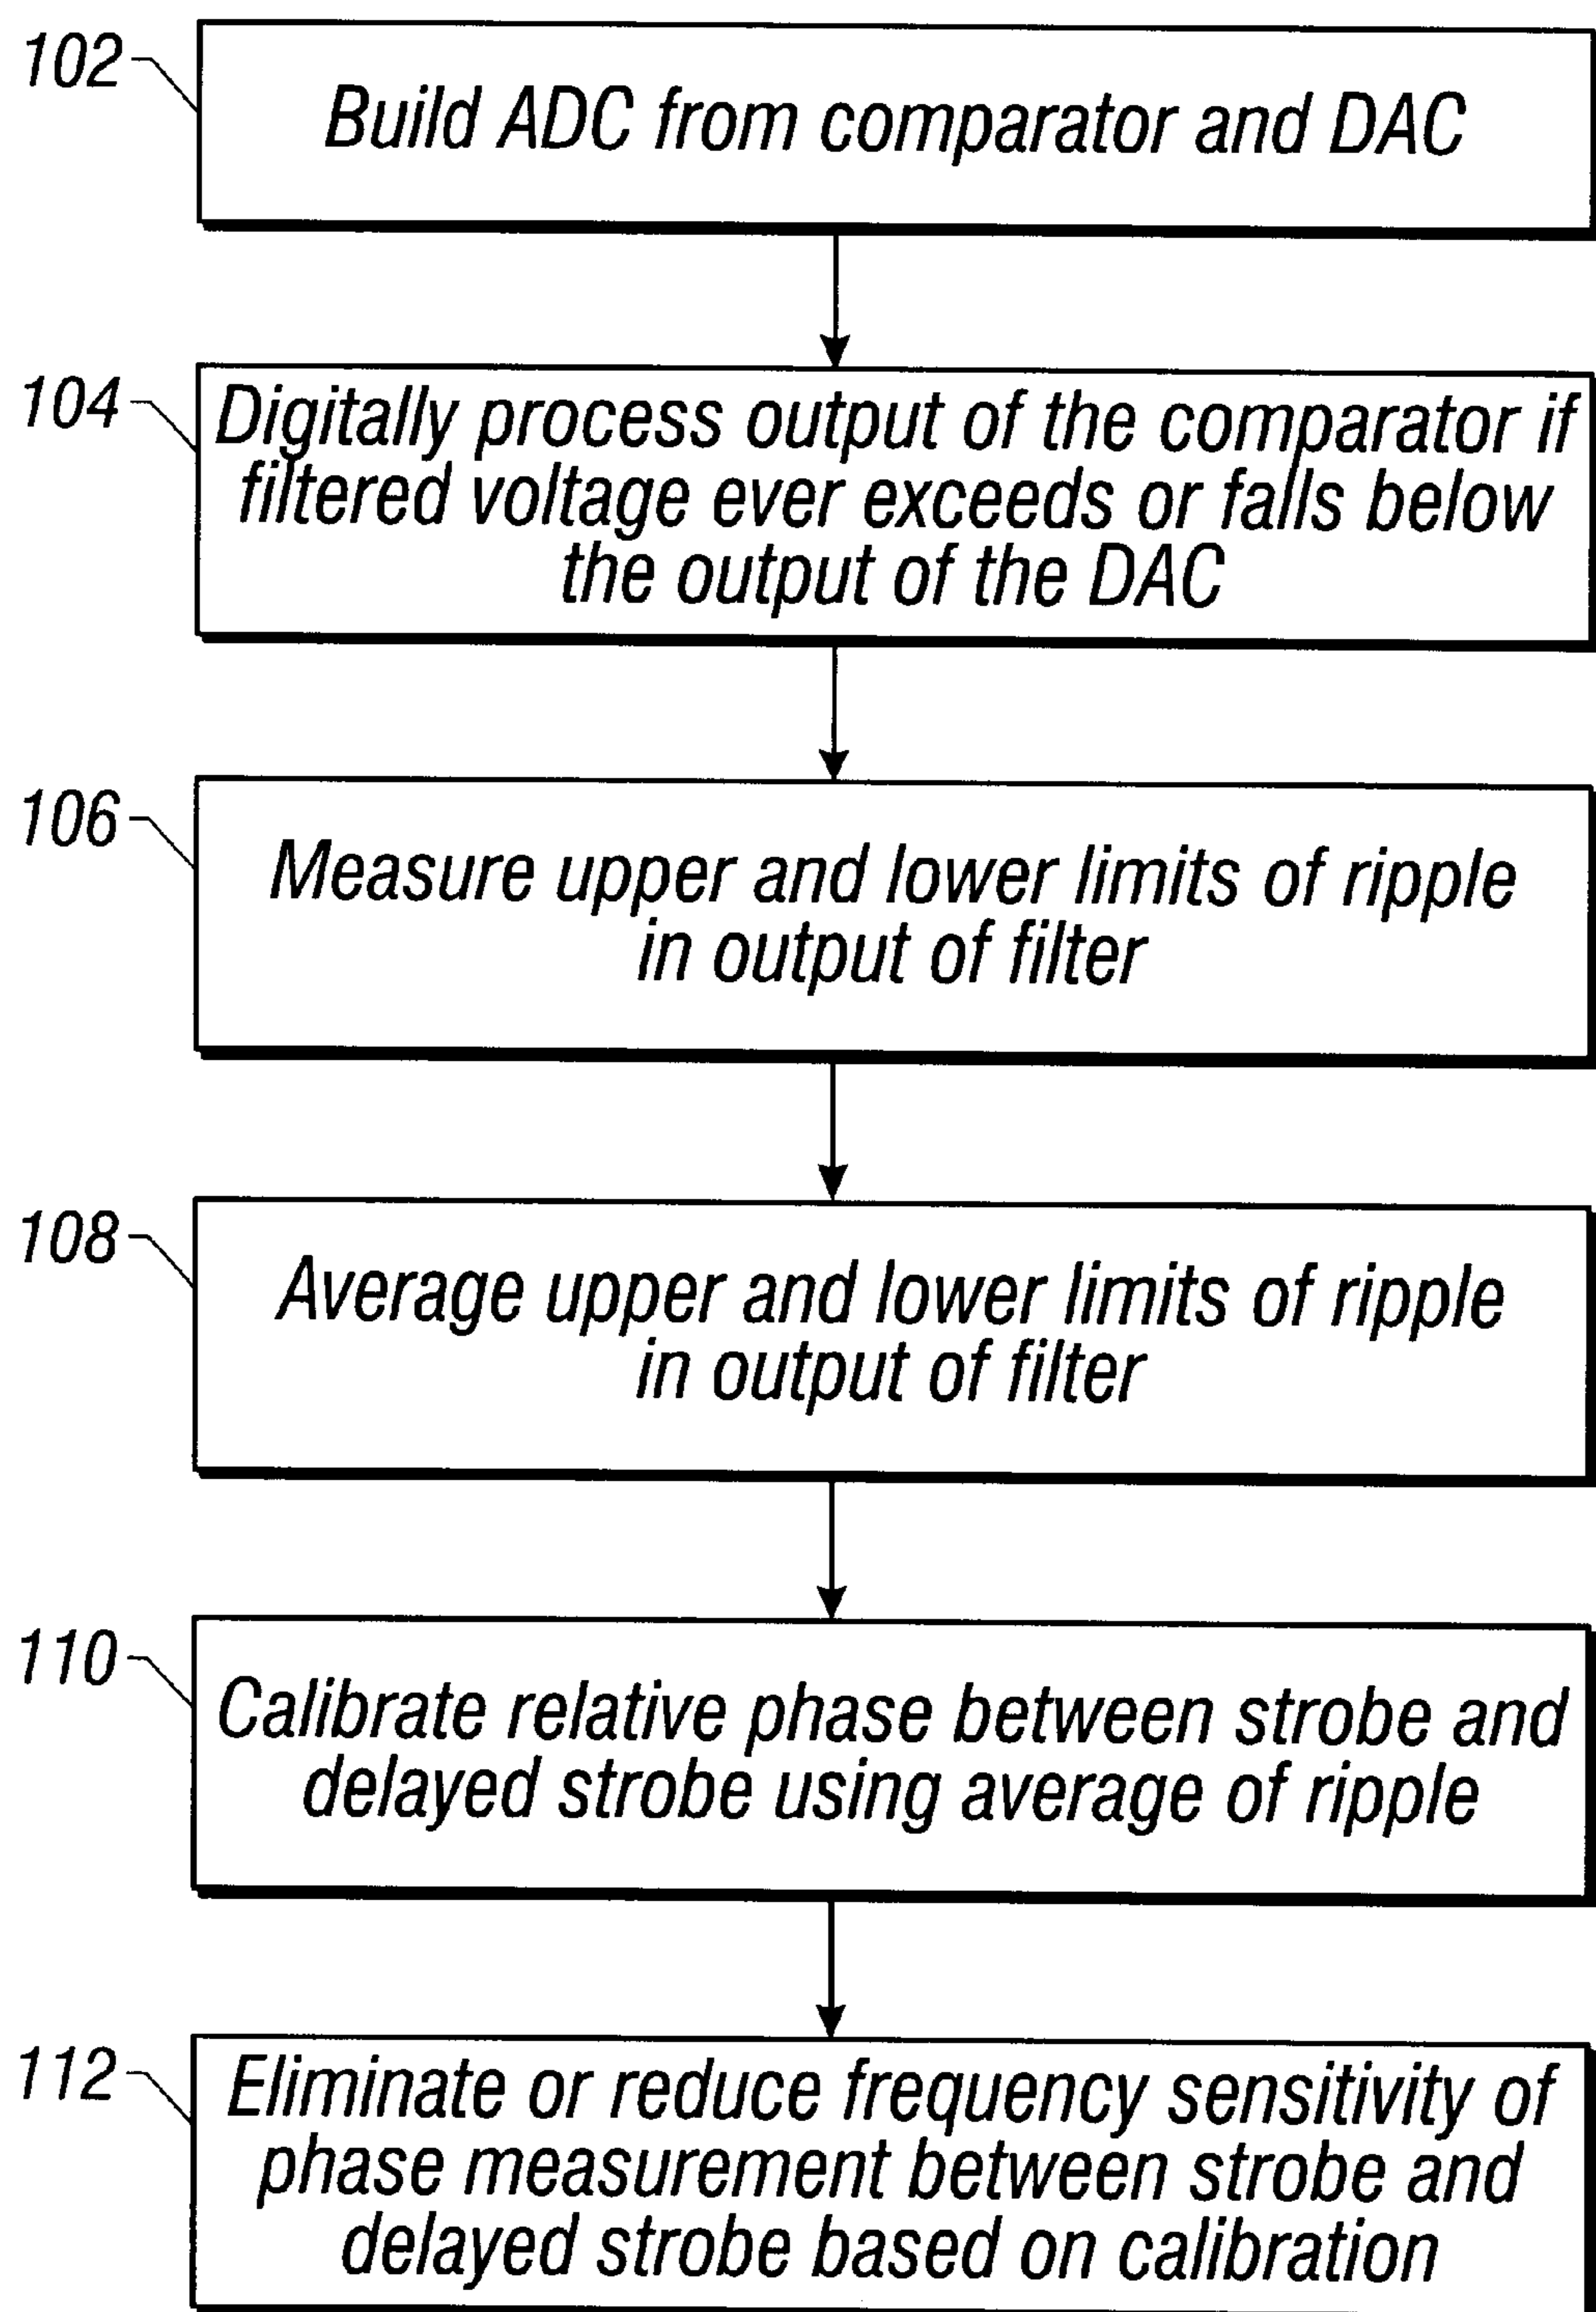 102
Build ADC from comparator and DAC
104
Digitally process output of the comparator if
filtered voltage ever exceeds or falls below
the output of the DAC
106
Measure upper and lower limits of ripple
in output of filter
108
Average upper and lower limits of ripple
in output of filter
110
Calibrate relative phase between strobe and
delayed strobe using average of ripple
112
Eliminate or reduce frequency sensitivity of
phase measurement between strobe and
delayed strobe based on calibration